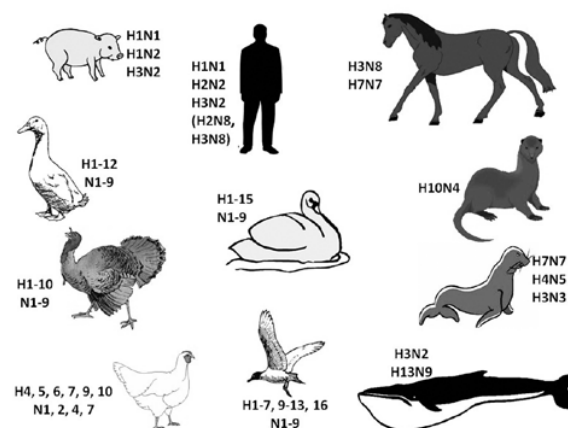 H1N1
H1N2
H3N2
H1N1
H2N2
H3N2
(H2N8,
H3N8)
H3N8
H7N7
H1-12
N1-9
H1-15
N1-9
H10N4
H1-10
N1-9
H7N7
H4N5
H3N3
H4, 5, 6, 7, 9, 10
N1, 2, 4, 7
H1-7, 9-13, 16
N1-9
H3N2
H13N9